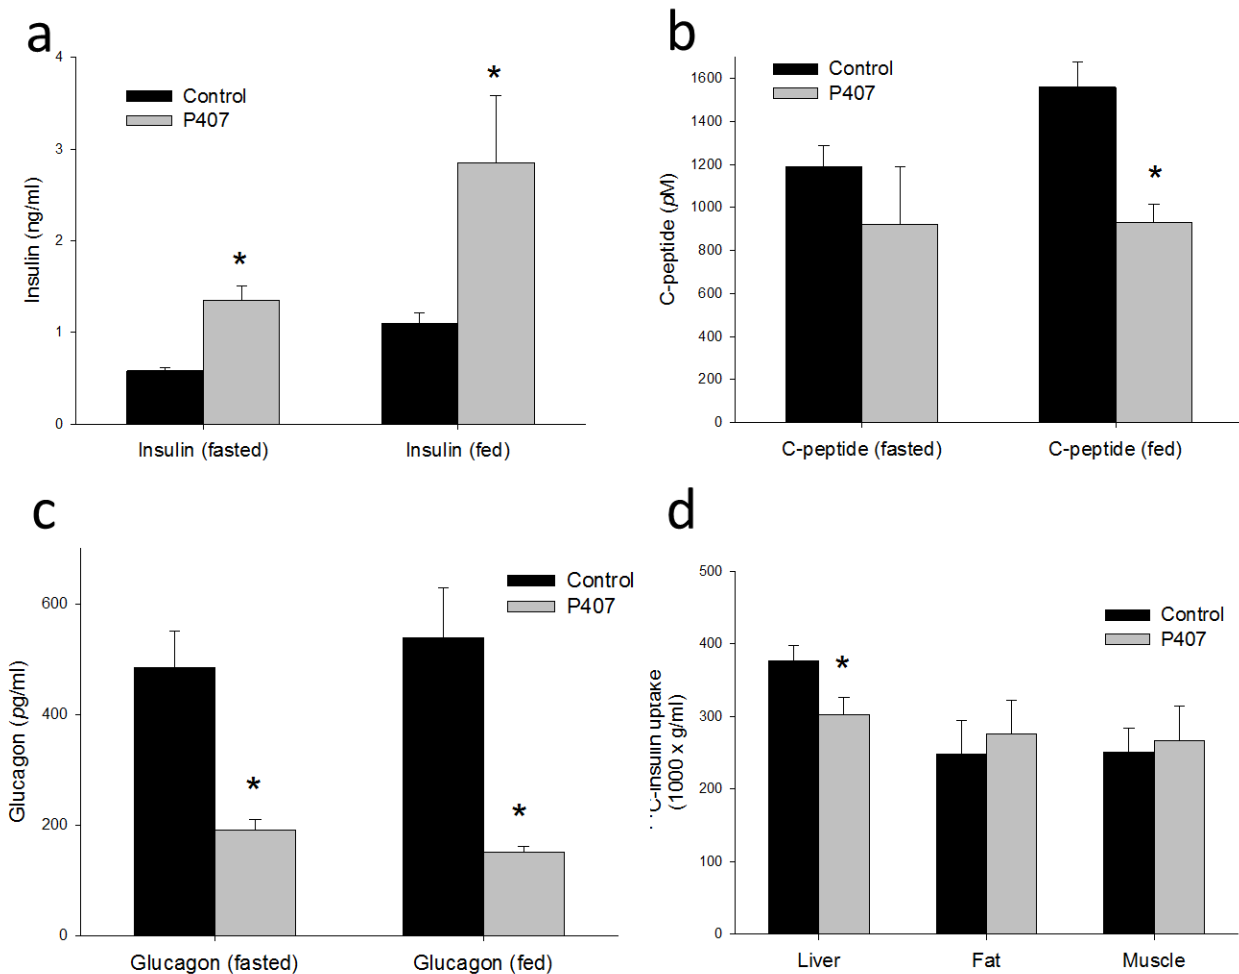 a
4
3
2
1
0
Insulin (ng/ml)
Control
P407
*
*
Insulin (fasted)
Insulin (fed)
b
1600
1400
1200
1000
800
600
400
200
0
C-peptide (pM)
Control
P407
*
C-peptide (fasted)
C-peptide (fed)
c
600
400
200
0
Glucagon (pg/ml)
Control
P407
*
*
Glucagon (fasted)
Glucagon (fed)
d
500
400
300
200
100
0
C-insulin uptake
(1000 x g/ml)
Control
P407
*
Liver
Fat
Muscle